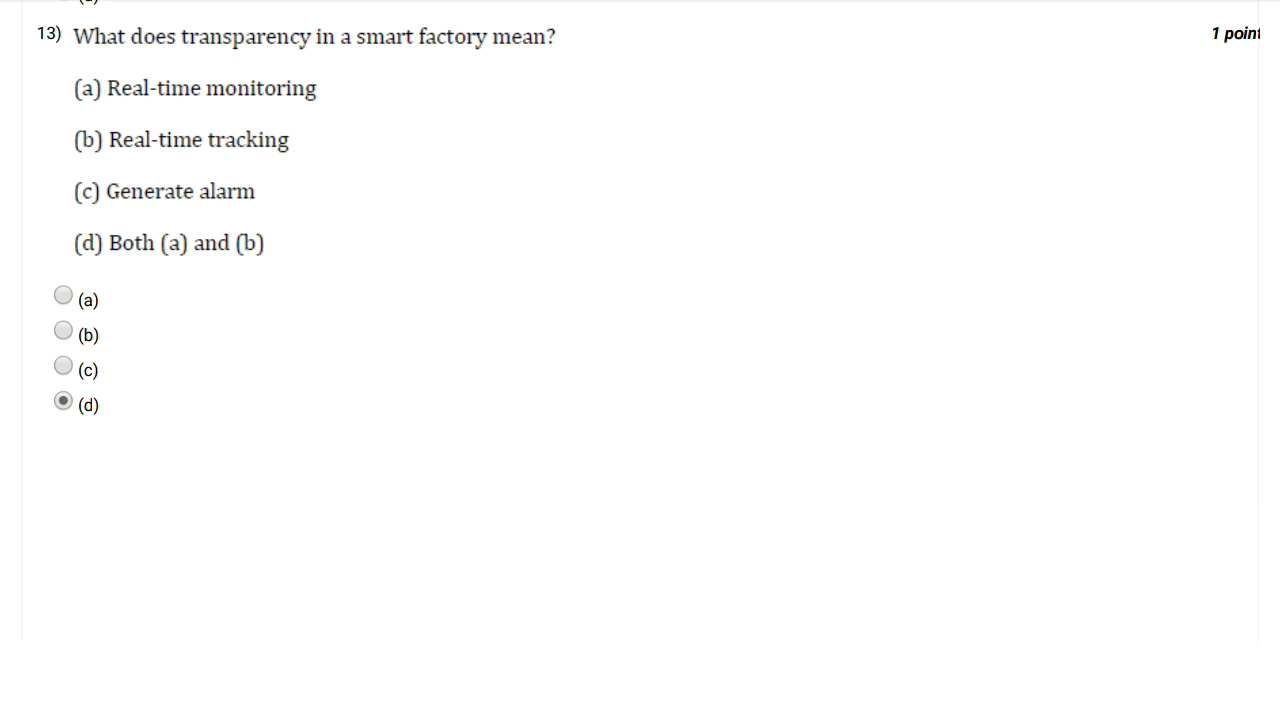 13) What does transparency in a smart factory mean?
1 point
(a) Real-time monitoring
(b) Real-time tracking
(c) Generate alarm
(d) Both (a) and (b)
(a)
(b)
(c)
(d)